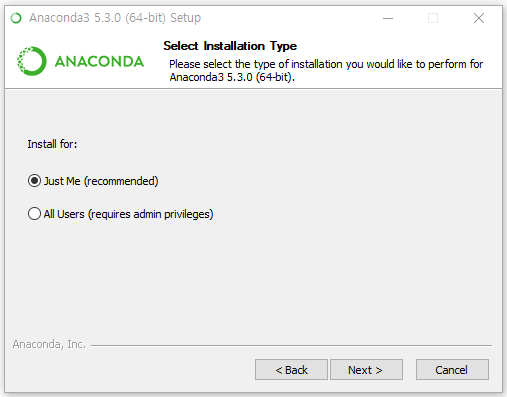 Anaconda3 5.3.0 (64-bit) Setup
ANACONDA
Select Installation Type
Please select the type of installation you would like to perform for
Anaconda3 5.3.0 (64-bit).
Install for:
Just Me (recommended)
All Users (requires admin privileges)
Anaconda, Inc.
< Back
Next >
Cancel